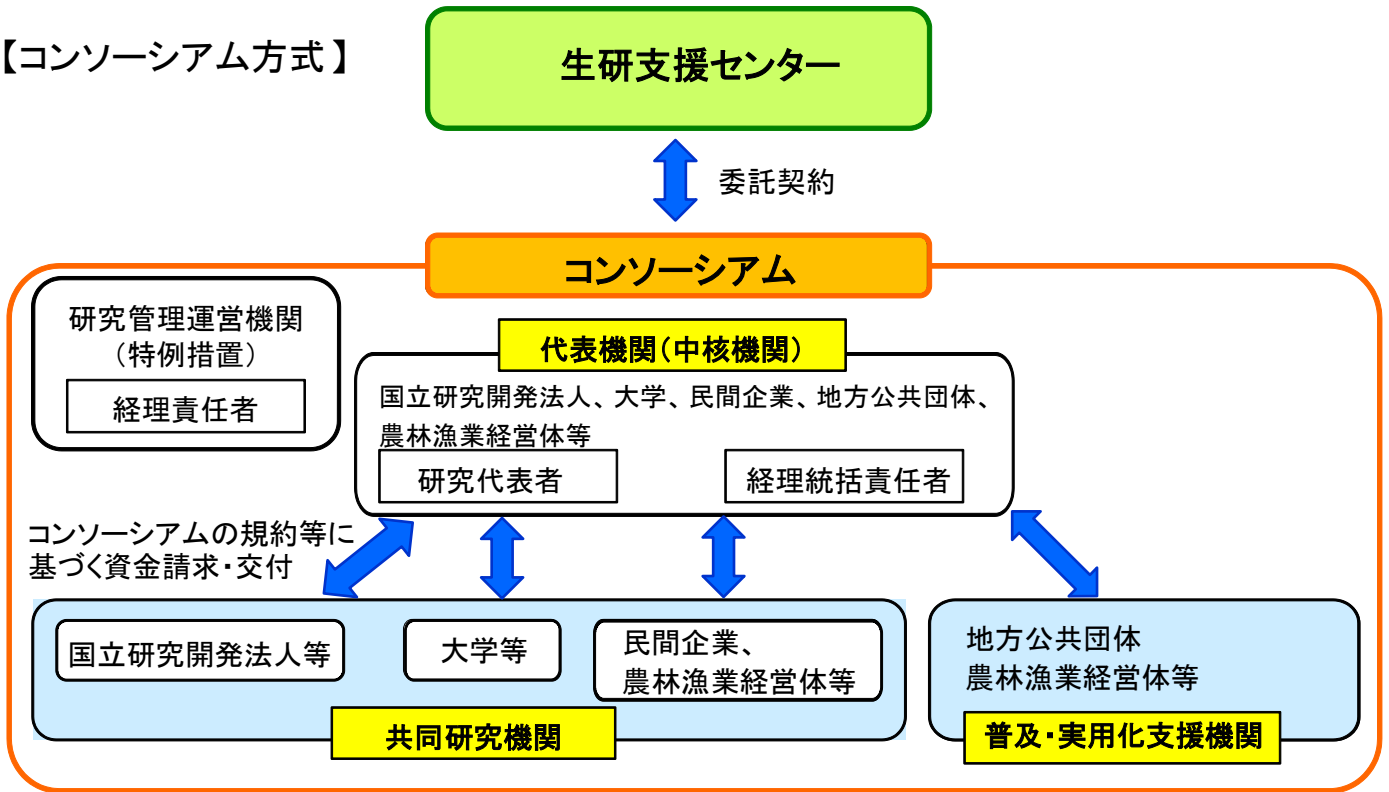 【コンソーシアム方式】
生研支援センター
委託契約
コンソーシアム
研究管理運営機関
（特例措置）
経理責任者
代表機関（中核機関）
国立研究開発法人、大学、民間企業、地方公共団体、
農林漁業経営体等
研究代表者
経理統括責任者
コンソーシアムの規約等に
基づく資金請求・交付
国立研究開発法人等
大学等
民間企業、
農林漁業経営体等
共同研究機関
地方公共団体
農林漁業経営体等
普及・実用化支援機関